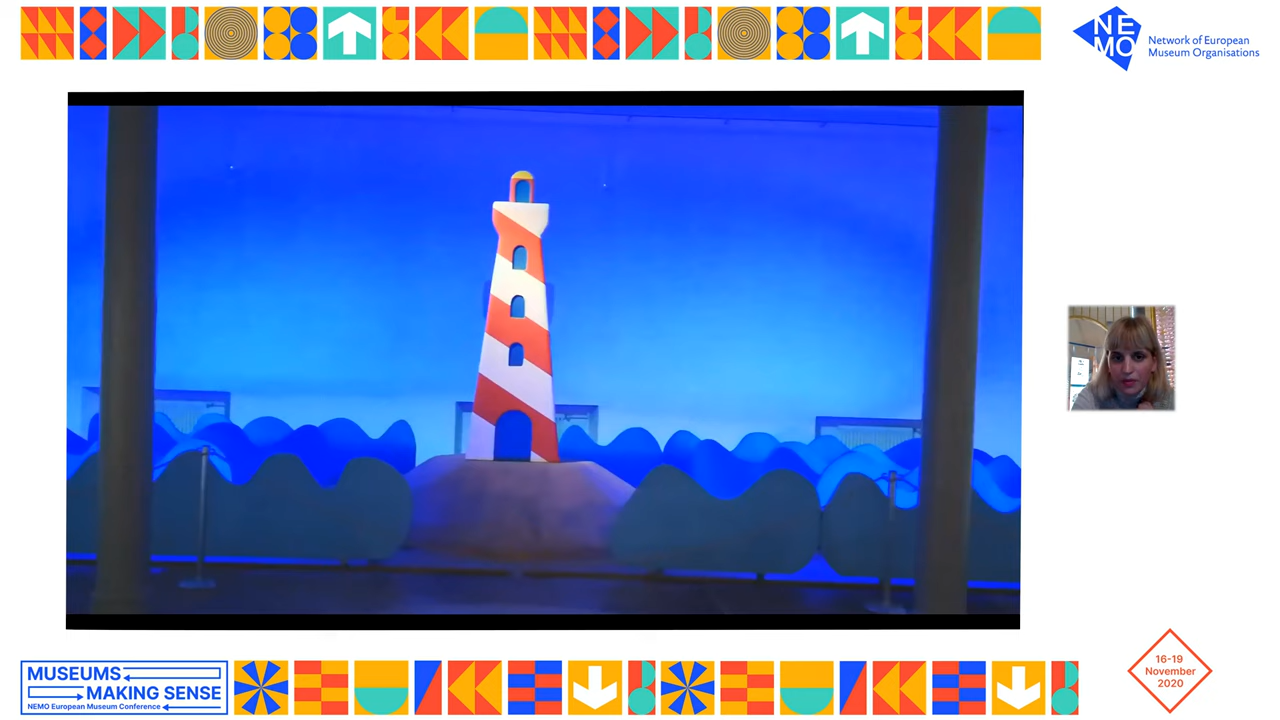 NE
MO
Network of European
Museum Organisations
MUSEUMS
MAKING SENSE
NEMO European Museum Conference
16-19
November
2020